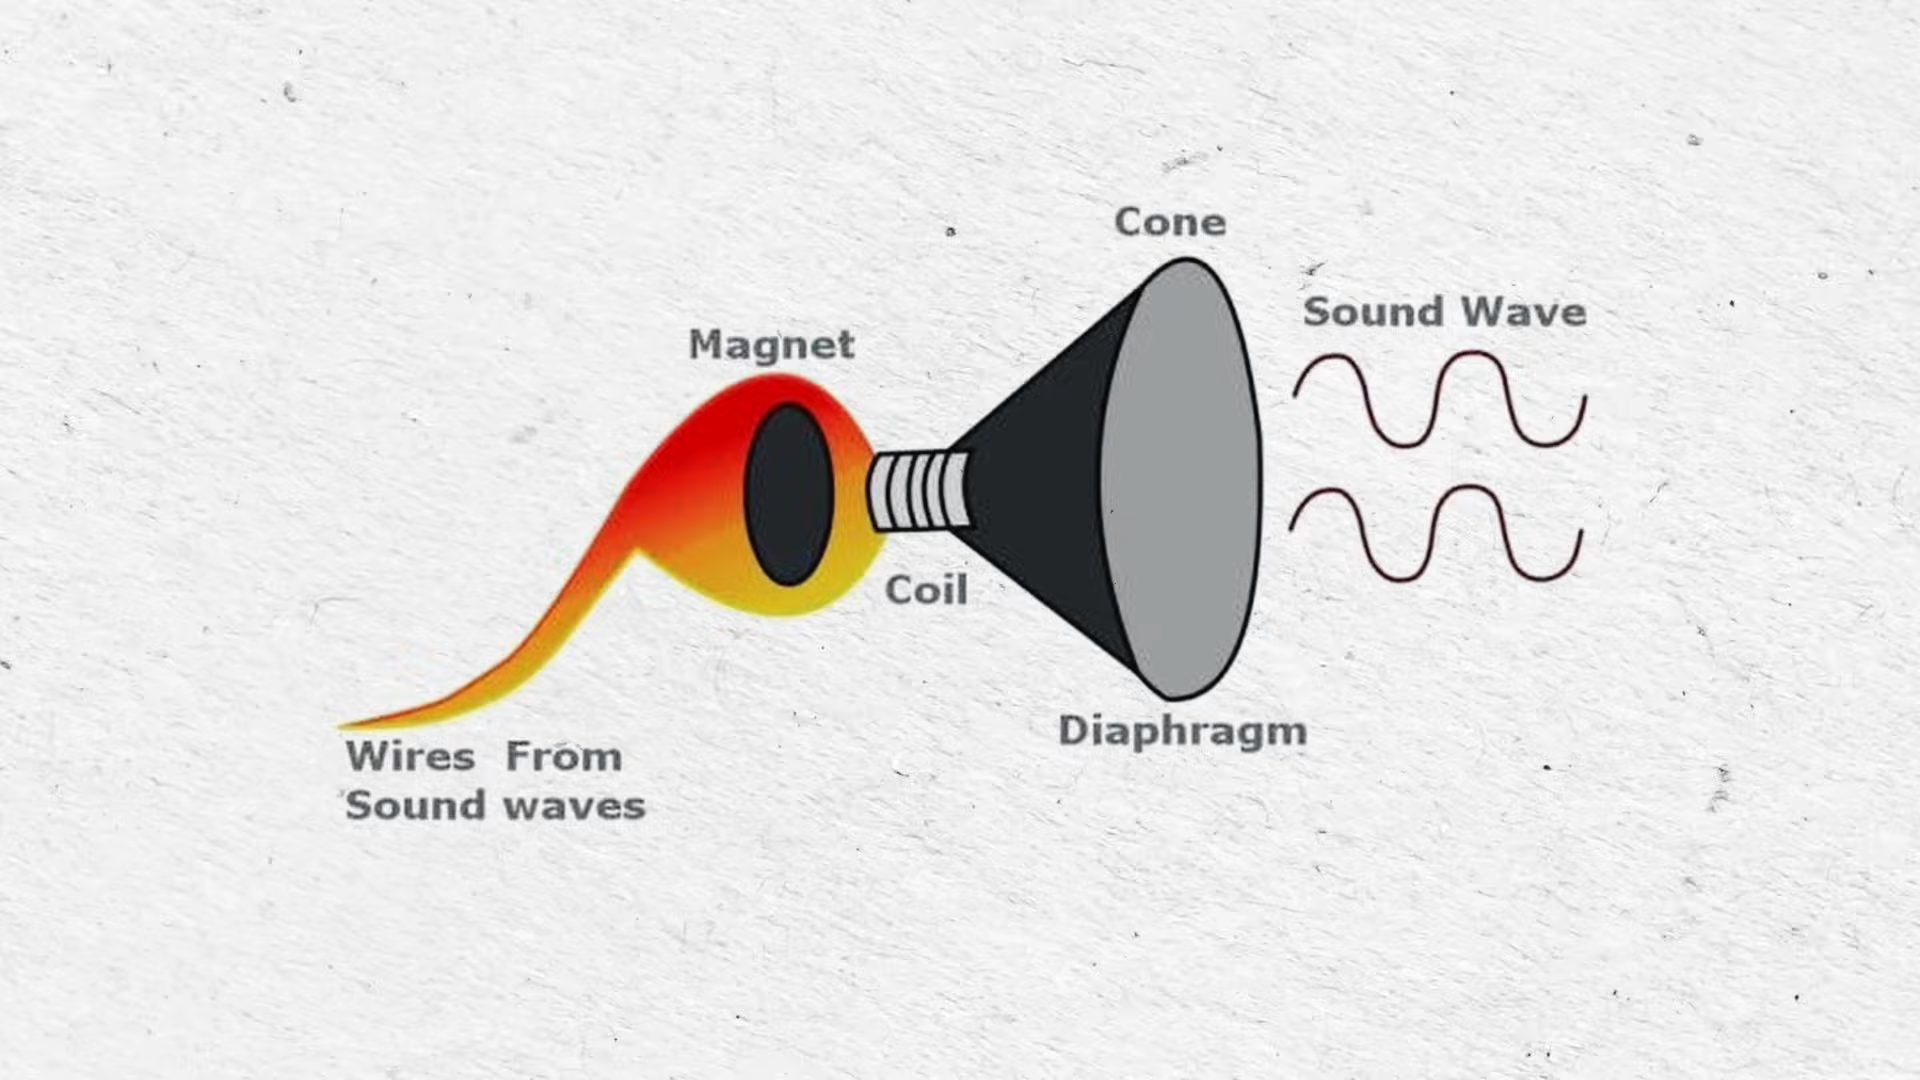 Cone
Sound Wave
Magnet
Coil
Diaphragm
Wires From
Sound waves